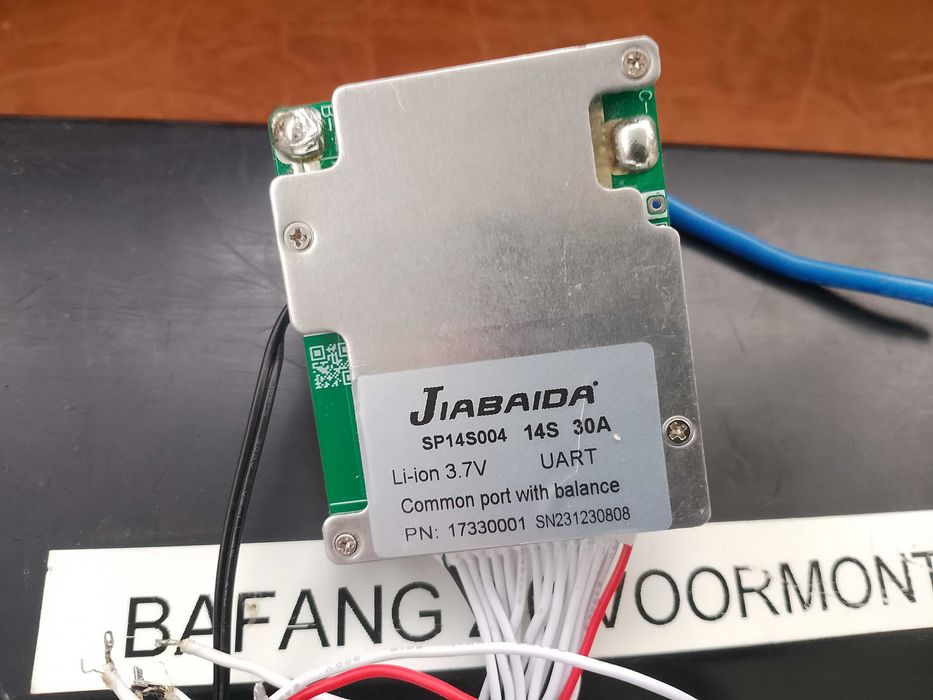 B-
C-
JIABAIDA
SP14S004 14S 30A
Li-ion 3.7V UART
Common port with balance
PN: 17330001 SN231230808
BAFANG